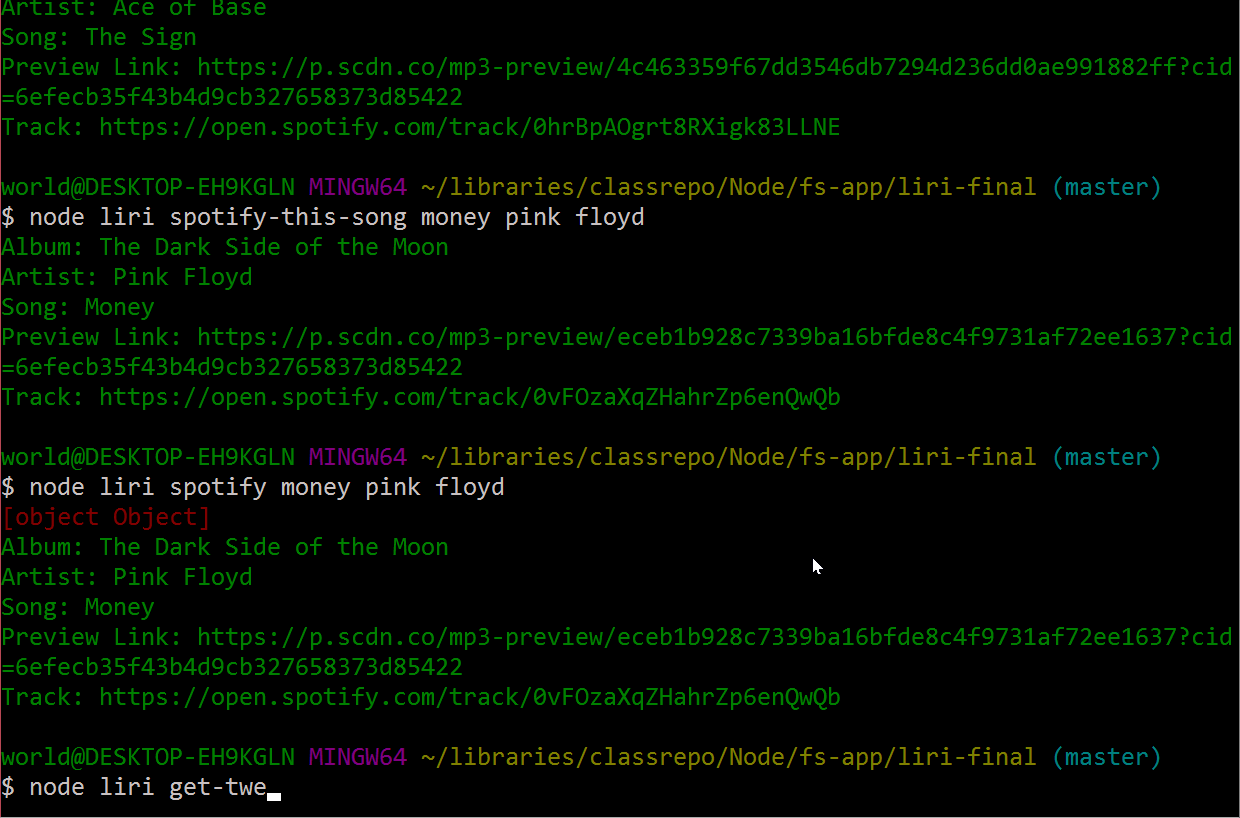 Artist: Ace of Base
Song: The Sign
Preview Link: https://p.scdn.co/mp3-preview/4c463359f67dd3546db7294d236dd0ae991882ff?cid
=6efecb35f43b4d9cb327658373d85422
Track: https://open.spotify.com/track/0hrBpAOgrt8RXigk83LLNE
world@DESKTOP-EH9KGLN MINGW64 ~/libraries/classrepo/Node/fs-app/liri-final (master)
$ node liri spotify-this-song money pink floyd
Album: The Dark Side of the Moon
Artist: Pink Floyd
Song: Money
Preview Link: https://p.scdn.co/mp3-preview/eceb1b928c7339ba16bfde8c4f9731af72ee1637?cid
=6efecb35f43b4d9cb327658373d85422
Track: https://open.spotify.com/track/0vFOzaXqZHahrZp6enQwQb
world@DESKTOP-EH9KGLN MINGW64 ~/libraries/classrepo/Node/fs-app/liri-final (master)
$ node liri spotify money pink floyd
[object Object]
Album: The Dark Side of the Moon
Artist: Pink Floyd
Song: Money
Preview Link: https://p.scdn.co/mp3-preview/eceb1b928c7339ba16bfde8c4f9731af72ee1637?cid
=6efecb35f43b4d9cb327658373d85422
Track: https://open.spotify.com/track/0vFOzaXqZHahrZp6enQwQb
world@DESKTOP-EH9KGLN MINGW64 ~/libraries/classrepo/Node/fs-app/liri-final (master)
$ node liri get-twe